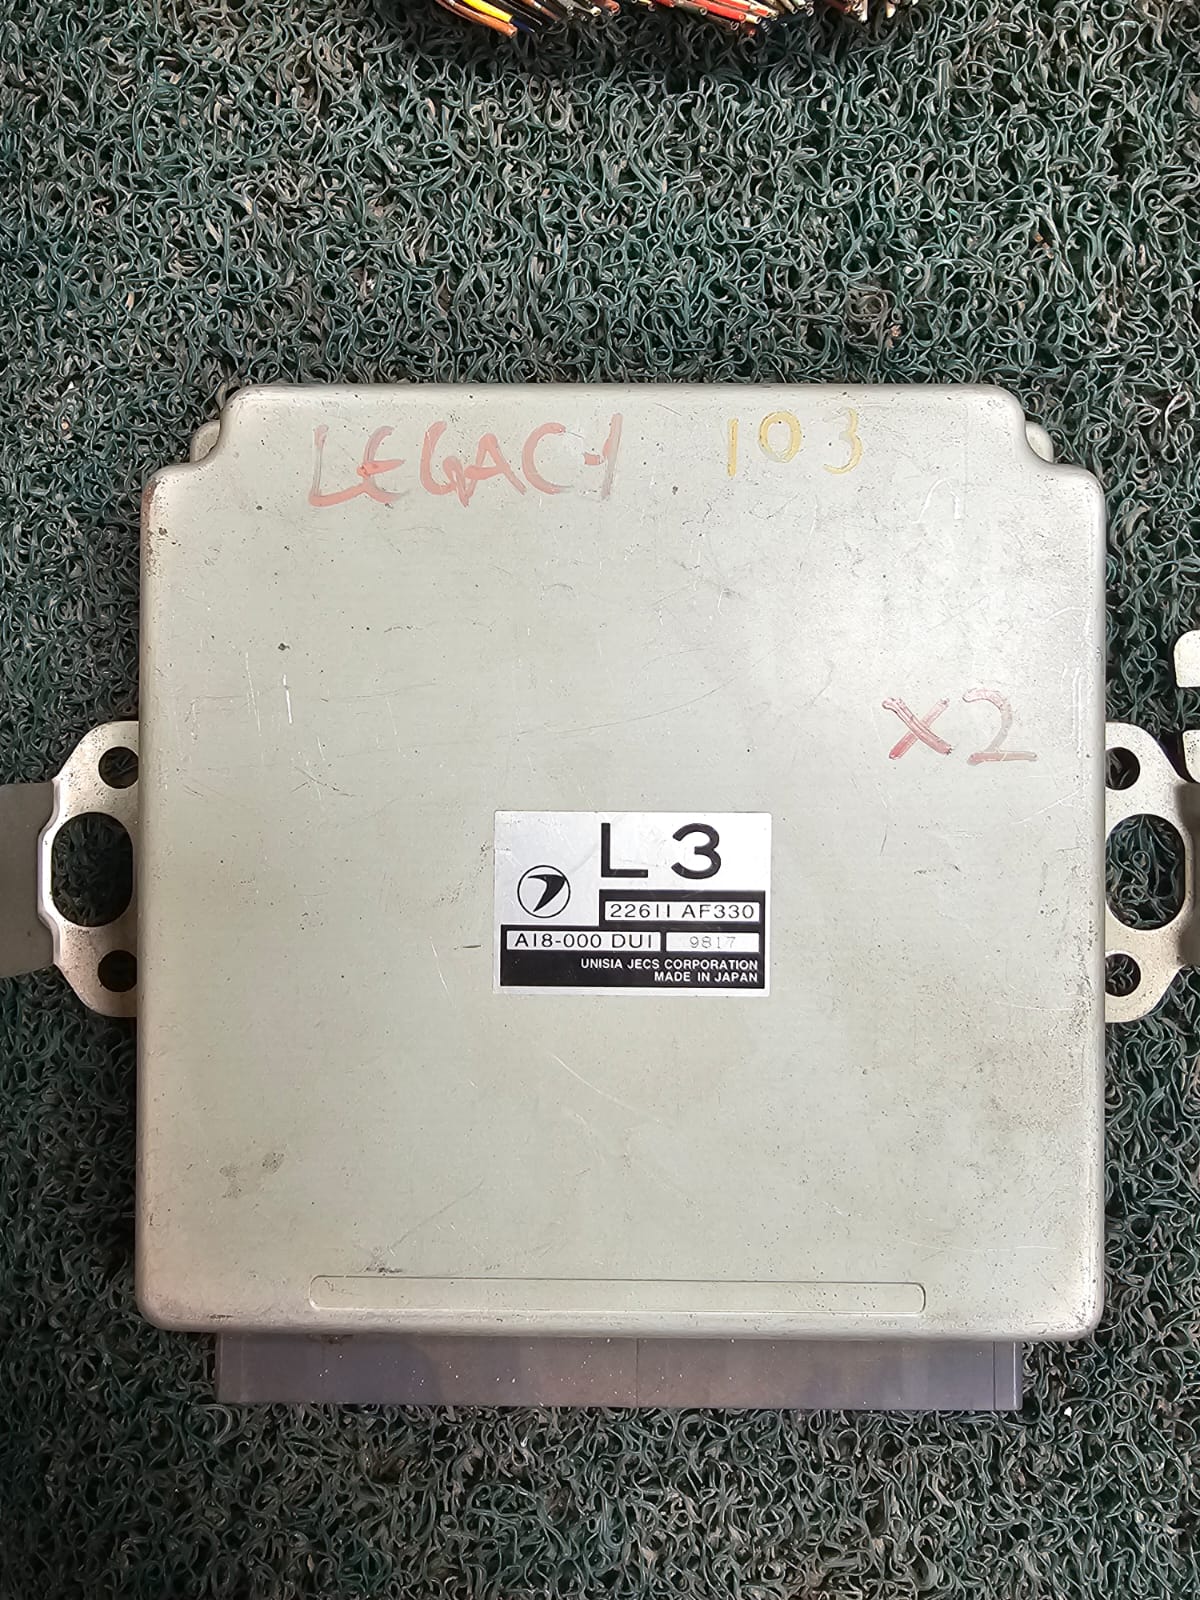 LEGACY 103
X2
L3
22611 AF330
A18-000 DU1 9817
UNISIA JECS CORPORATION
MADE IN JAPAN